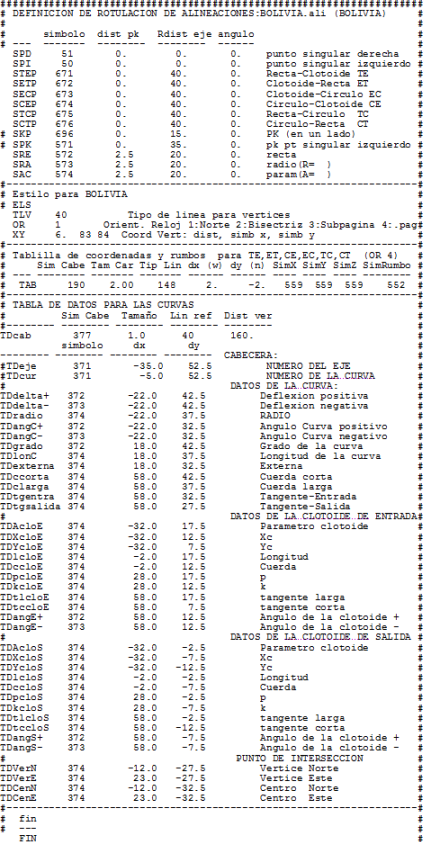 ################################################################
# DEFINICION DE ROTULACION DE ALINEACIONES:BOLIVIA.ali (BOLIVIA) #
# #
# simbolo dist pk Rdist eje angulo #
# --- ------- ------- ------- ------- #
SPD 51 0. 0. 0. punto singular derecha #
SPI 50 0. 0. 0. punto singular izquierdo #
STEP 671 0. 40. 0. Recta-Clotoide TE #
SETP 672 0. 40. 0. Clotoide-Recta ET #
SECP 673 0. 40. 0. Clotoide-Circulo EC #
SCEP 674 0. 40. 0. Circulo-Clotoide CE #
STCP 675 0. 40. 0. Recta-Circulo TC #
SCTP 676 0. 40. 0. Circulo-Recta CT #
# SKP 696 0. 15. 0. PK (en un lado) #
# SPK 571 0. 35. 0. pk pt singular izquierdo #
SRE 572 2.5 20. 0. recta #
SRA 573 2.5 20. 0. radio(R= ) #
SAC 574 2.5 20. 0. param(A= ) #
#----------------------------------------------------------------
# Estilo para BOLIVIA #
# ELS #
TLV 40 Tipo de linea para vertices #
OR 1 Orient. Reloj 1:Norte 2:Bisectriz 3:Subpagina 4:.pag#
XY 6. 83 84 Coord Vert: dist, simb x, simb y #
#----------------------------------------------------------------
# Tablilla de coordenadas y rumbos para TE,ET,CE,EC,TC,CT (OR 4) #
# Sim Cabe Tam Car Tip Lin dx (w) dy (n) SimX SimY SimZ SimRumbo #
# TAB 190 2.00 148 2. -2. 559 559 559 552 #
#----------------------------------------------------------------
# TABLA DE DATOS PARA LAS CURVAS #
# Sim Cabe Tamaño Lin ref Dist ver #
TDcab 377 1.0 40 160. #
# simbolo dx dy #
-------- -------- -------- -------- CABECERA: #
#TDeje 371 -35.0 52.5 NUMERO DEL EJE #
#TDcur 371 -5.0 52.5 NUMERO DE LA CURVA #
# DATOS DE LA CURVA: #
TDdelta+ 372 -22.0 42.5 Deflexion positiva #
TDdelta- 373 -22.0 42.5 Deflexion negativa #
TDradio 374 -22.0 37.5 RADIO #
TDangC+ 372 -22.0 32.5 Angulo Curva positivo #
TDangC- 373 -22.0 32.5 Angulo Curva negativo #
TDgrado 372 18.0 42.5 Grado de la curva #
TDlonC 374 18.0 37.5 Longitud de la curva #
TDexterna 374 18.0 32.5 Externa #
TDccorta 374 58.0 42.5 Cuerda corta #
TDclarga 374 58.0 37.5 Cuerda larga #
TDtgentra 374 58.0 32.5 Tangente-Entrada #
TDtgsalida 374 58.0 27.5 Tangente-Salida #
# DATOS DE LA CLOTOIDE DE ENTRADA#
TDAcloE 374 -32.0 17.5 Parametro clotoide #
TDXcloE 374 -32.0 12.5 Xc #
TDYcloE 374 -32.0 7.5 Yc #
TDlcloE 374 -2.0 17.5 Longitud #
TDccloE 374 -2.0 12.5 Cuerda #
TDpcloE 374 28.0 17.5 p #
TDkcloE 374 28.0 12.5 k #
TDtlcloE 374 58.0 17.5 tangente larga #
TDtccloE 374 58.0 7.5 tangente corta #
TDangE+ 372 58.0 12.5 Angulo de la clotoide + #
TDangE- 373 58.0 12.5 Angulo de la clotoide - #
# DATOS DE LA CLOTOIDE DE SALIDA #
TDAcloS 374 -32.0 -2.5 Parametro clotoide #
TDXcloS 374 -32.0 -7.5 Xc #
TDYcloS 374 -32.0 -12.5 Yc #
TDlcloS 374 -2.0 -2.5 Longitud #
TDccloS 374 -2.0 -7.5 Cuerda #
TDpcloS 374 28.0 -2.5 p #
TDkcloS 374 28.0 -7.5 k #
TDtlcloS 374 58.0 -2.5 tangente larga #
TDtccloS 374 58.0 -12.5 tangente corta #
TDangS+ 372 58.0 -7.5 Angulo de la clotoide + #
TDangS- 373 58.0 -7.5 Angulo de la clotoide - #
# PUNTO DE INTERSECCION #
TDVerN 374 -12.0 -27.5 Vertice Norte #
TDVerE 374 23.0 -27.5 Vertice Este #
TDCenN 374 -12.0 -32.5 Centro Norte #
TDCenE 374 23.0 -32.5 Centro Este #
#----------------------------------------------------------------
# fin #
# --- #
FIN #